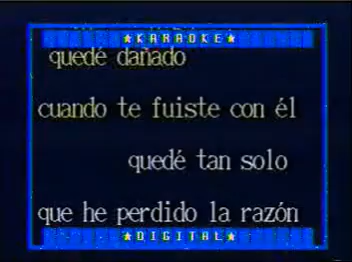 ★KARAOKE★
quedé dañado
cuando te fuiste con él
quedé tan solo
que he perdido la razón
★DIGITAL★